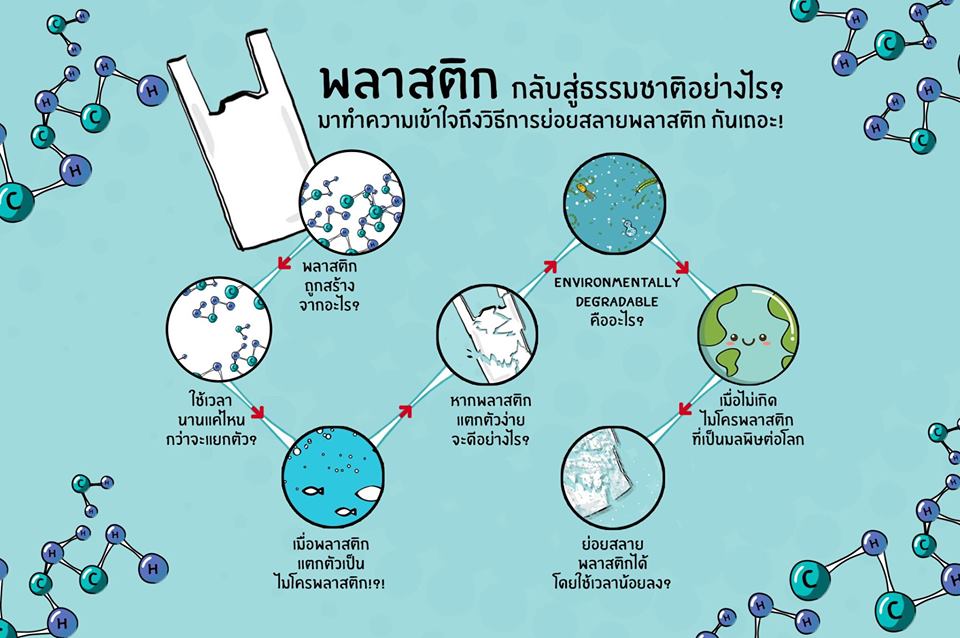 พลาสติก กลับสู่ธรรมชาติอย่างไร?
มาทำความเข้าใจถึงวิธีการย่อยสลายพลาสติก กันเถอะ!
พลาสติก
ถูกสร้าง
จากอะไร?
ใช้เวลา
นานแค่ไหน
กว่าจะแยกตัว?
เมื่อพลาสติก
แตกตัวเป็น
ไมโครพลาสติก!?!
หากพลาสติก
แตกตัวง่าย
จะดีอย่างไร?
ENVIRONMENTALLY
DEGRADABLE
คืออะไร?
เมื่อไม่เกิด
ไมโครพลาสติก
ที่เป็นมลพิษต่อโลก
ย่อยสลาย
พลาสติกได้
โดยใช้เวลาน้อยลง?